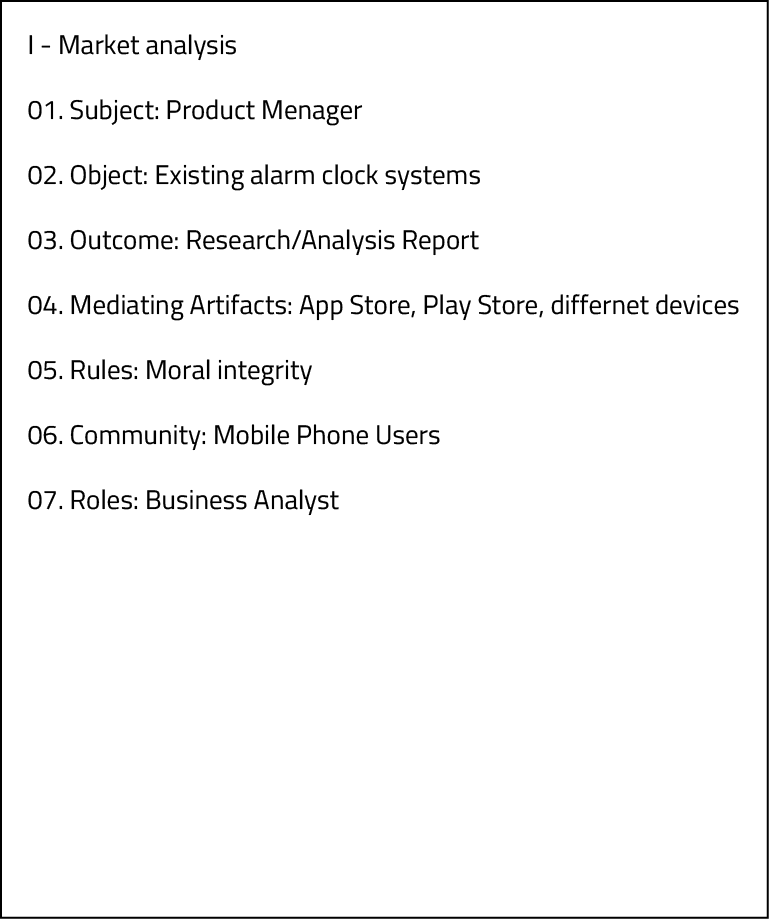 I - Market analysis
01. Subject: Product Menager
02. Object: Existing alarm clock systems
03. Outcome: Research/Analysis Report
04. Mediating Artifacts: App Store, Play Store, differnet devices
05. Rules: Moral integrity
06. Community: Mobile Phone Users
07. Roles: Business Analyst